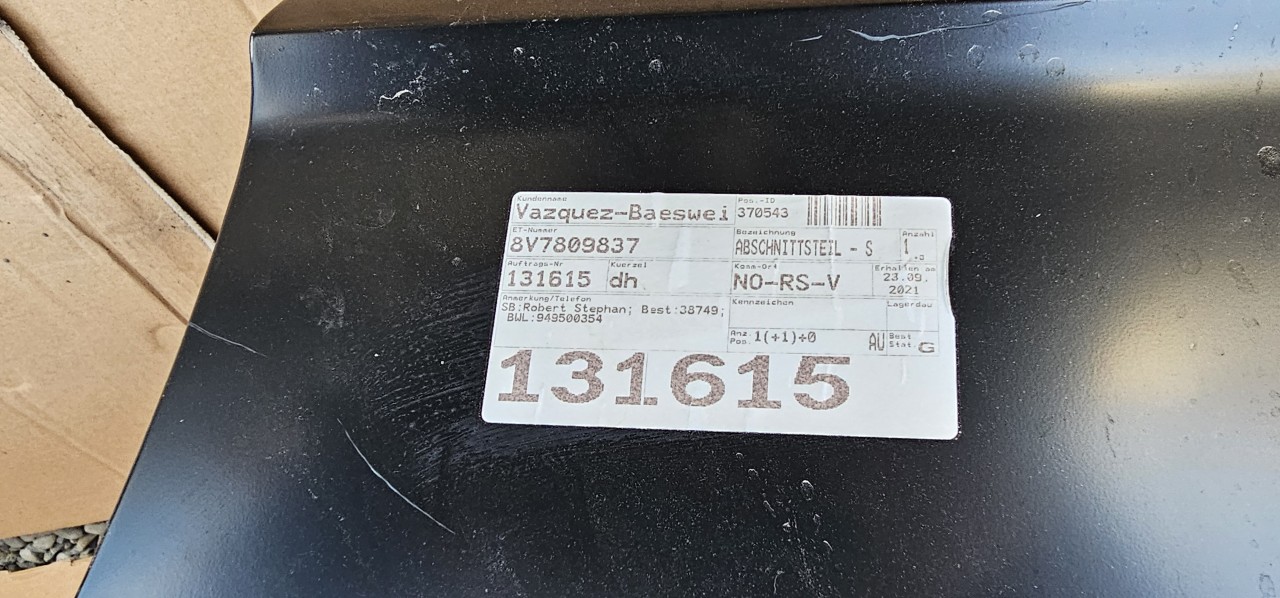 Kundenname
Vazquez-Baeswei
Pos.-ID
370543
ET-Nummer
8V7809837
Bezeichnung
ABSCHNITTSTEIL - S
Anzahl
1
Auftrags-Nr
131615
Kuerzel
dh
Komm-Ort
NO-RS-V
Erhalten am
23.09.
2021
Anmerkung/Telefon
SB:Robert Stephan; Best:38749;
BWL:949500354
Kennzeichen
Lagerdau
Anz.
Pos. 1(+1)+0
AU
Best
Stat. G
131615